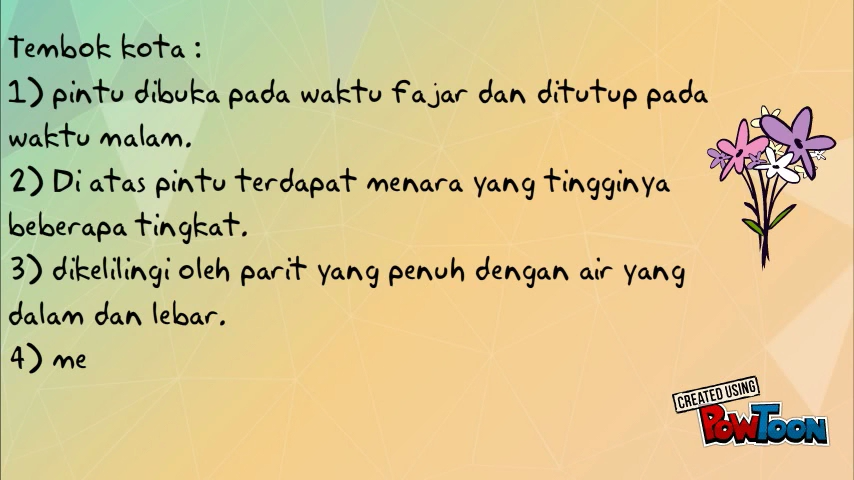 Tembok kota :
1) pintu dibuka pada waktu fajar dan ditutup pada
waktu malam.
2) Di atas pintu terdapat menara yang tingginya
beberapa tingkat.
3) dikelilingi oleh parit yang penuh dengan air yang
dalam dan lebar.
4) me
CREATED USING
POWTOON